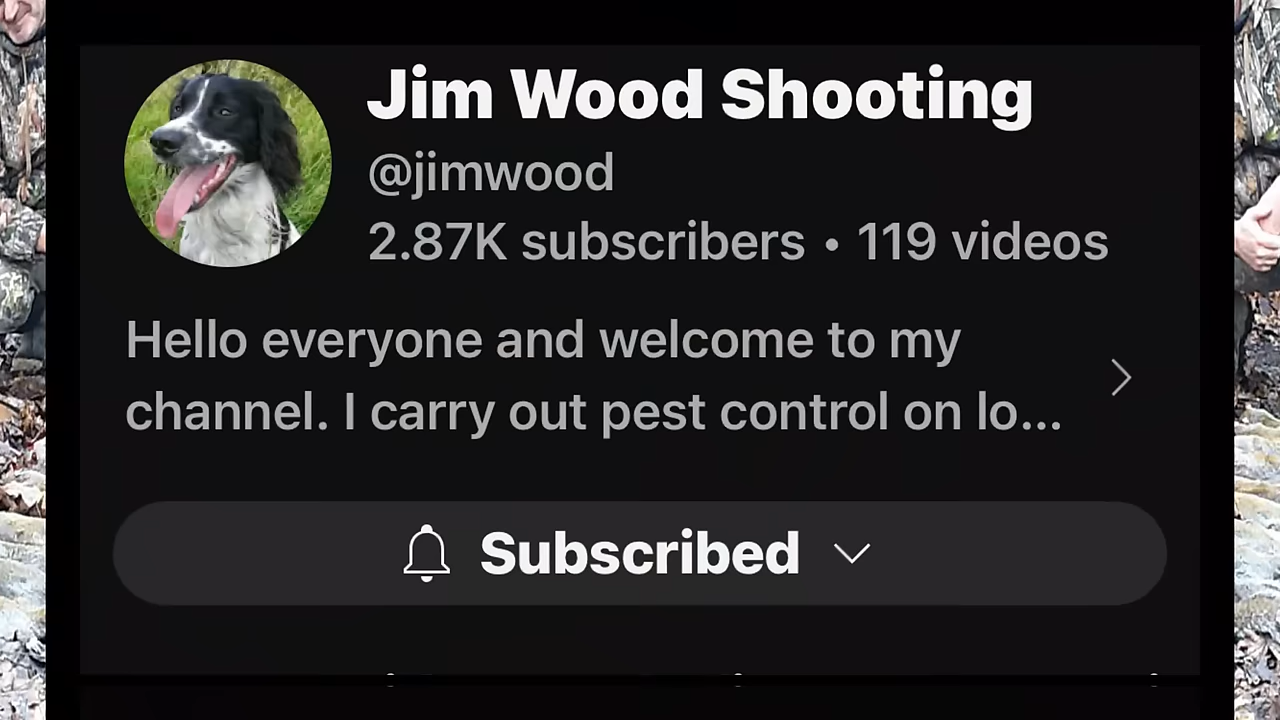 Jim Wood Shooting
@jimwood
2.87K subscribers • 119 videos
Hello everyone and welcome to my
channel. I carry out pest control on lo...
Subscribed